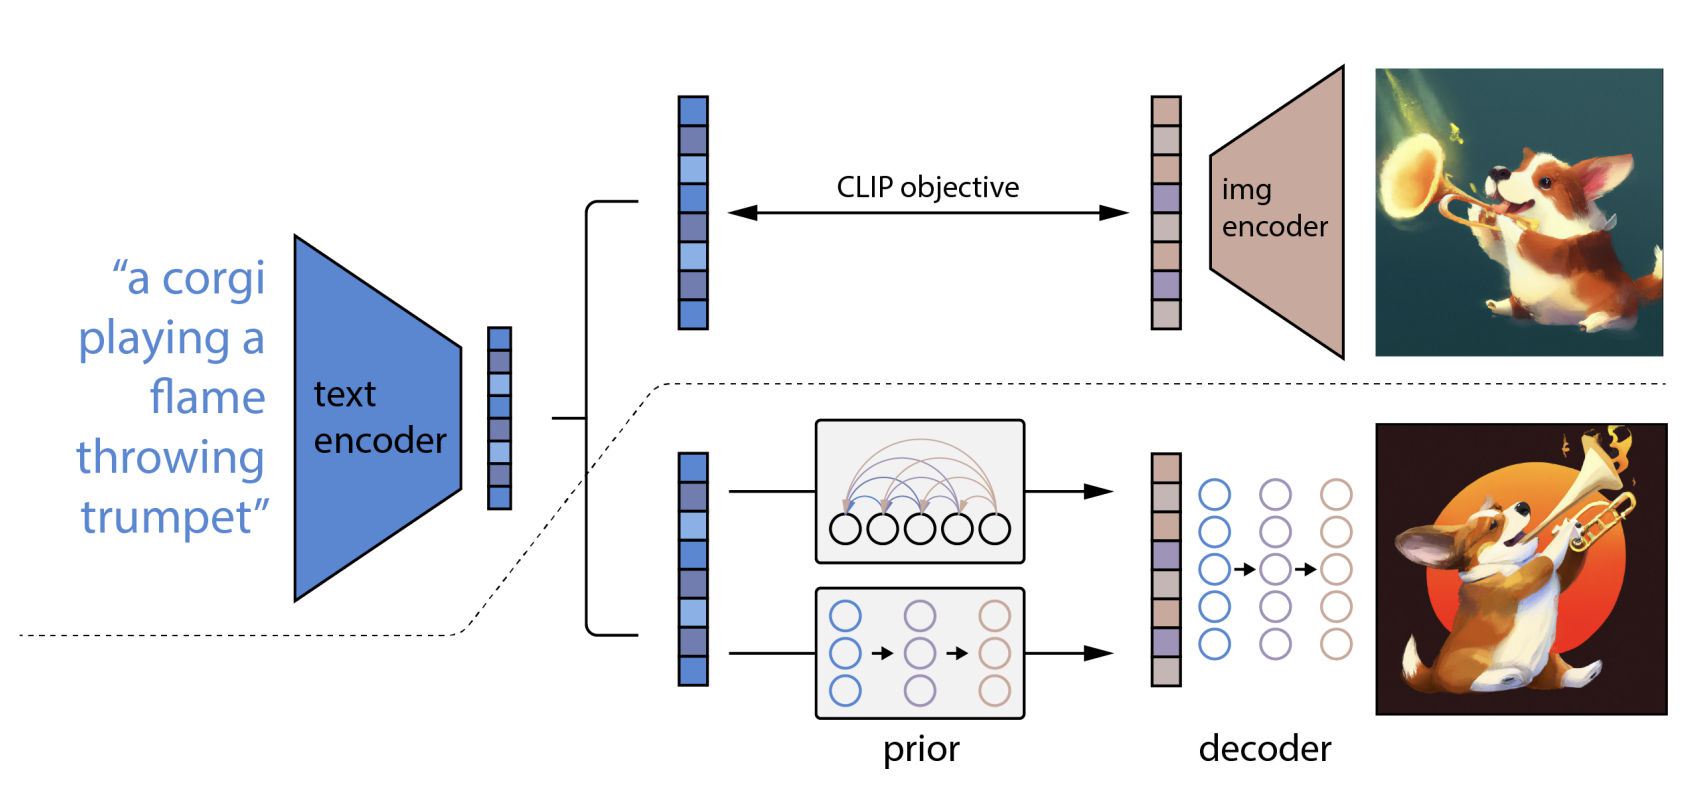 “a corgi
playing a
flame
throwing
trumpet”
text
encoder
CLIP objective
img
encoder
prior
decoder